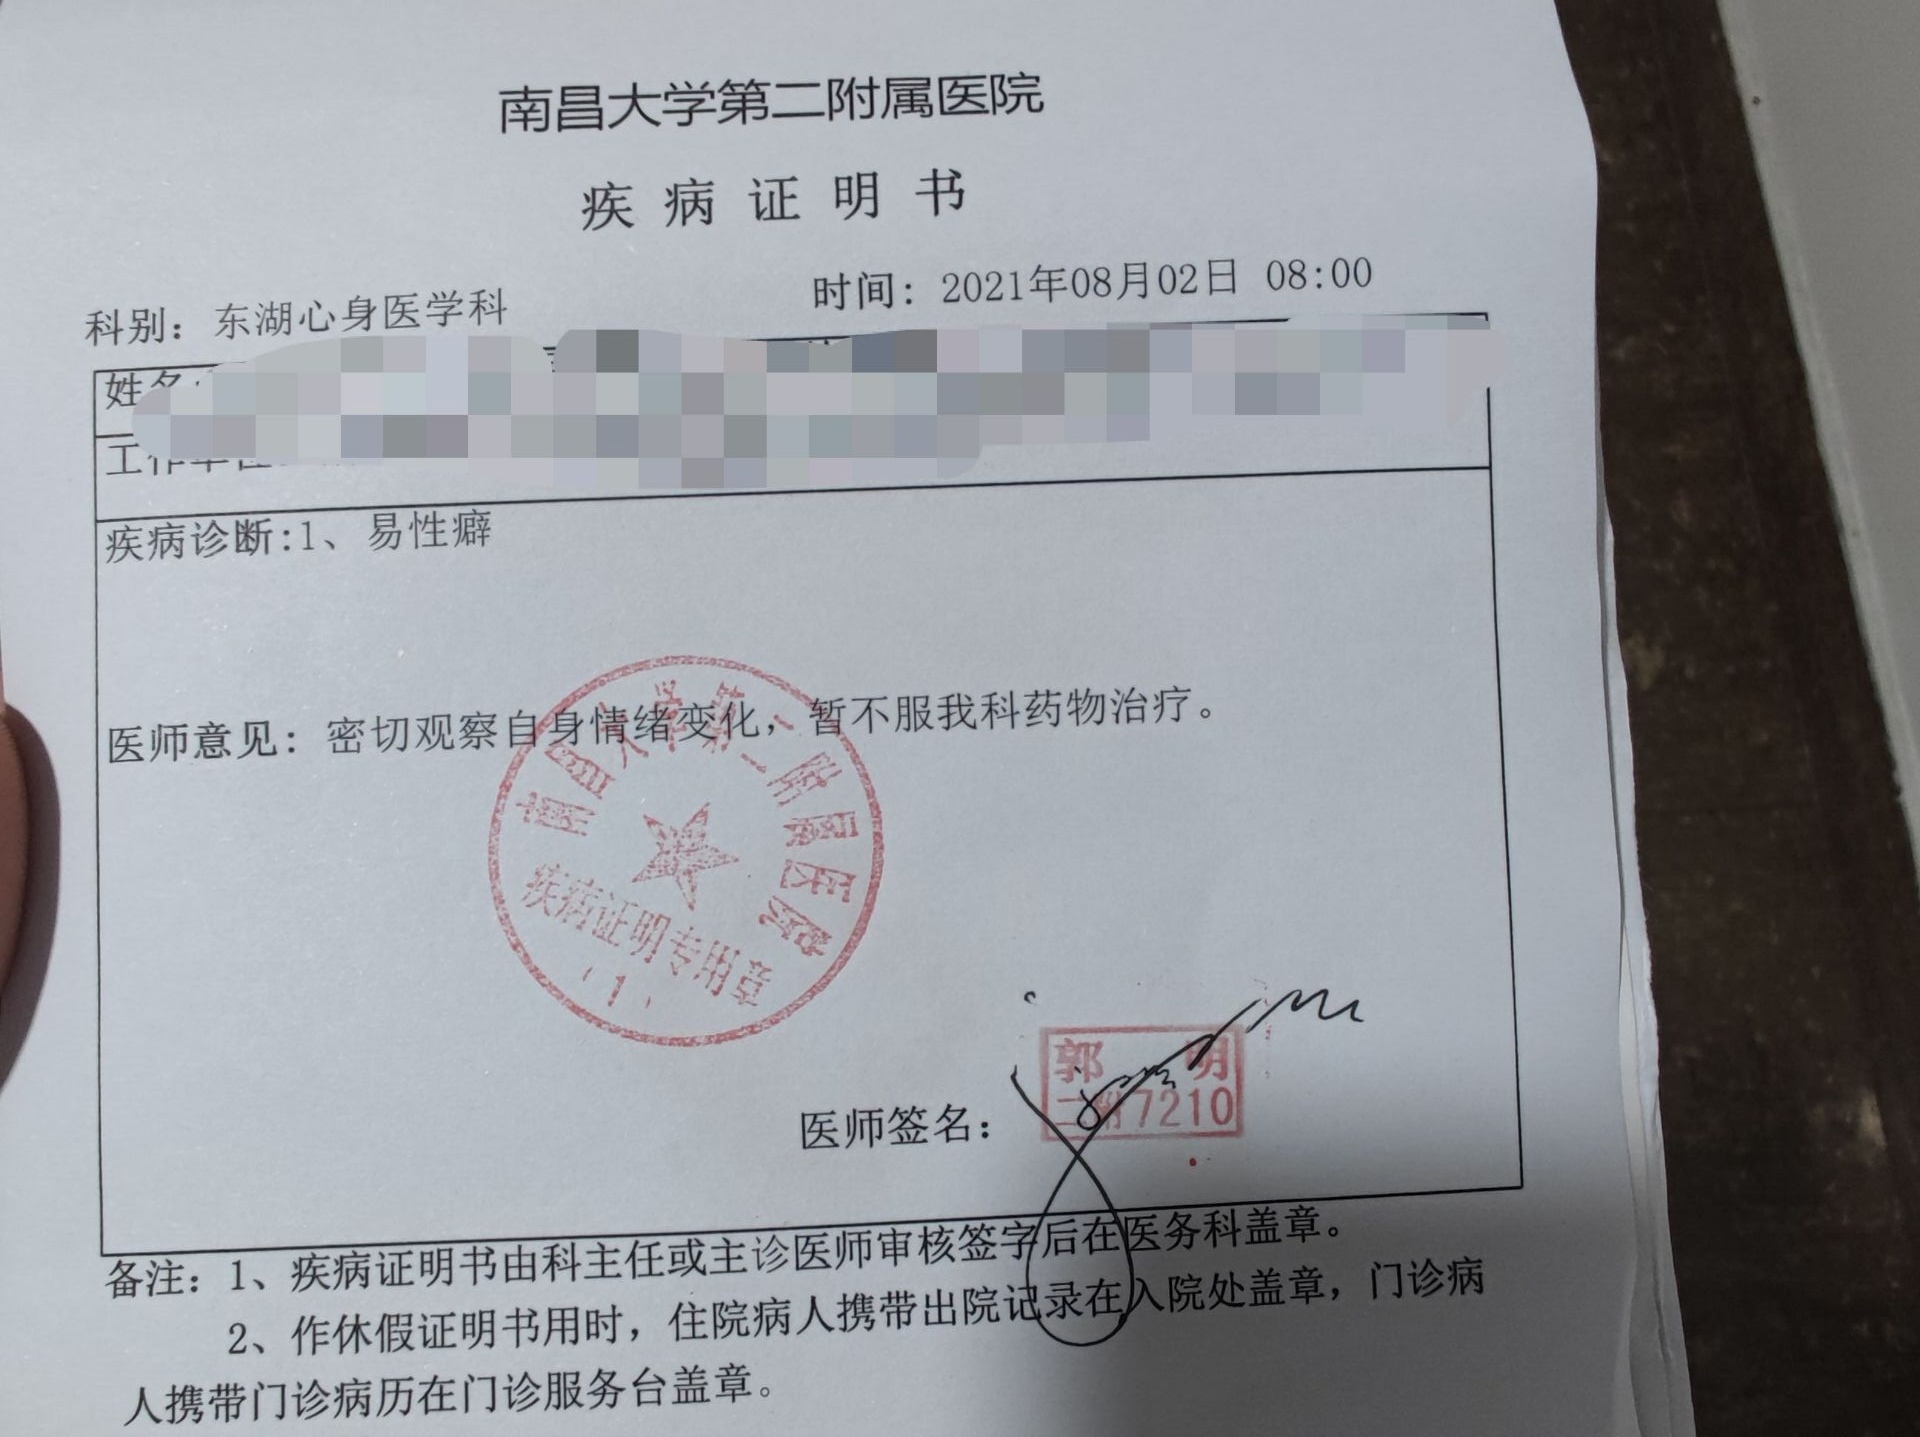 南昌大学第二附属医院
疾病证明书
科别：东湖心身医学科 时间：2021年08月02日 08:00
姓名
工作单位
疾病诊断:1、易性癖
医师意见：密切观察自身情绪变化，暂不服我科药物治疗。
南昌大学第二附属医院
疾病证明专用章
(1)
郭 明
二附7210
医师签名：
备注：1、疾病证明书由科主任或主诊医师审核签字后在医务科盖章。
2、作休假证明书用时，住院病人携带出院记录在入院处盖章，门诊病
人携带门诊病历在门诊服务台盖章。